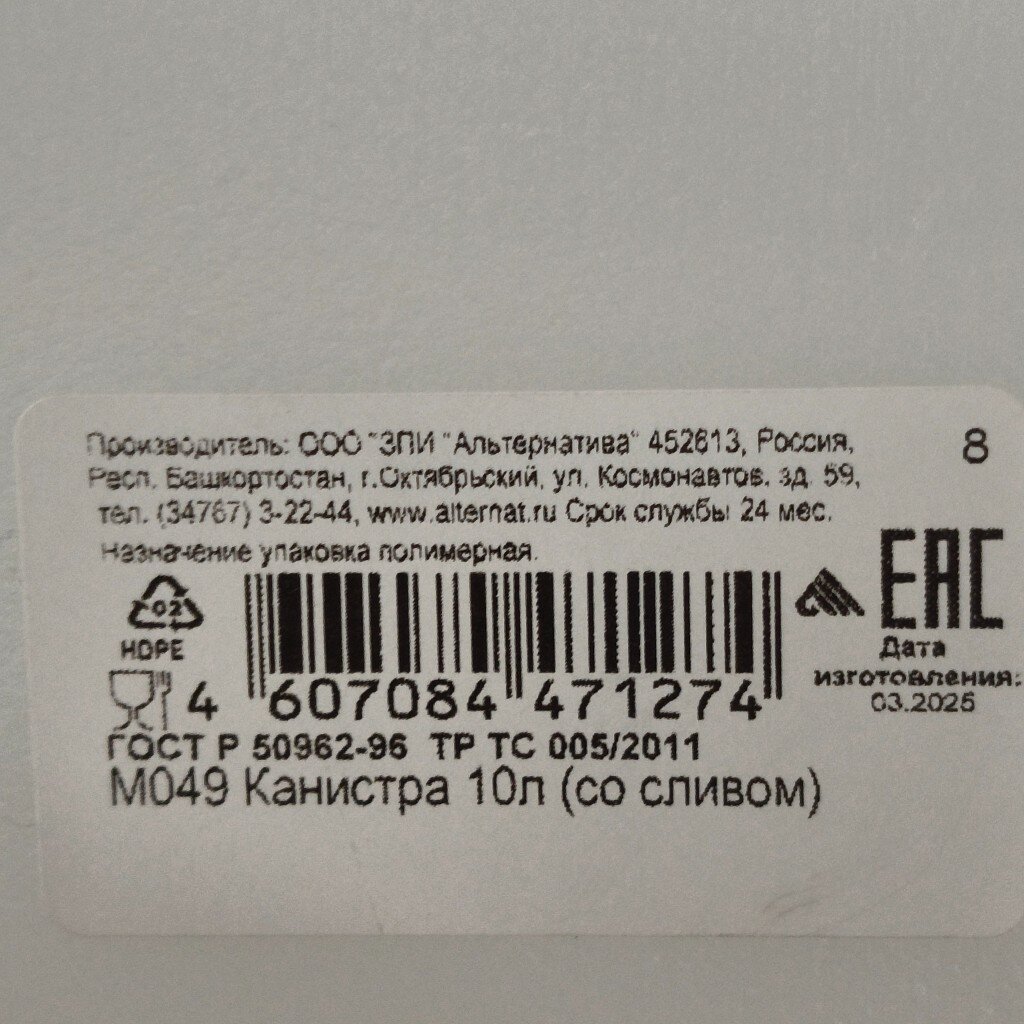 Производитель: ООО "ЗПИ "Альтернатива" 452613, Россия,
Респ. Башкортостан, г.Октябрьский, ул. Космонавтов, зд. 59,
тел. (34767) 3-22-44, www.alternat.ru Срок службы 24 мес.
Назначение упаковка полимерная.
8
EAC
02
HDPE
Дата
изготовления:
03.2025
4 607084 471274
ГОСТ Р 50962-96 ТР ТС 005/2011
М049 Канистра 10л (со сливом)